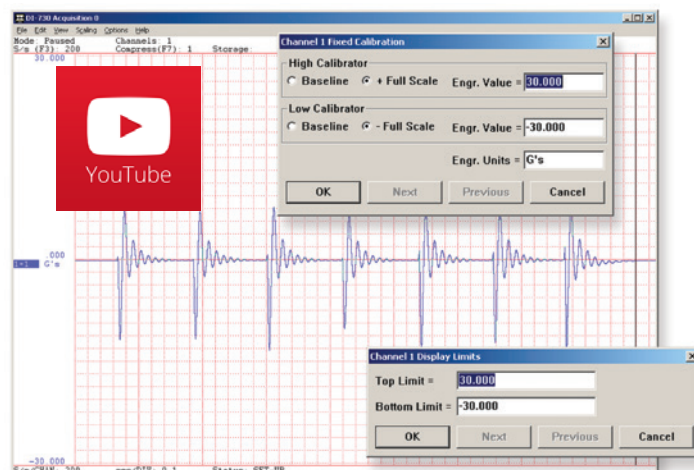 DI-730 Acquisition 0
File Edit View Scaling Options Help
Mode: Paused Channels: 1
S/s (F3): 200 Compress(F7): 1 Storage:
30.000
YouTube
.000
G's
-30.000
Channel 1 Fixed Calibration
High Calibrator
Baseline + Full Scale Engr. Value = 30.000
Low Calibrator
Baseline - Full Scale Engr. Value = -30.000
Engr. Units = G's
OK Next Previous Cancel
Channel 1 Display Limits
Top Limit = 30.000
Bottom Limit = -30.000
OK Next Previous Cancel